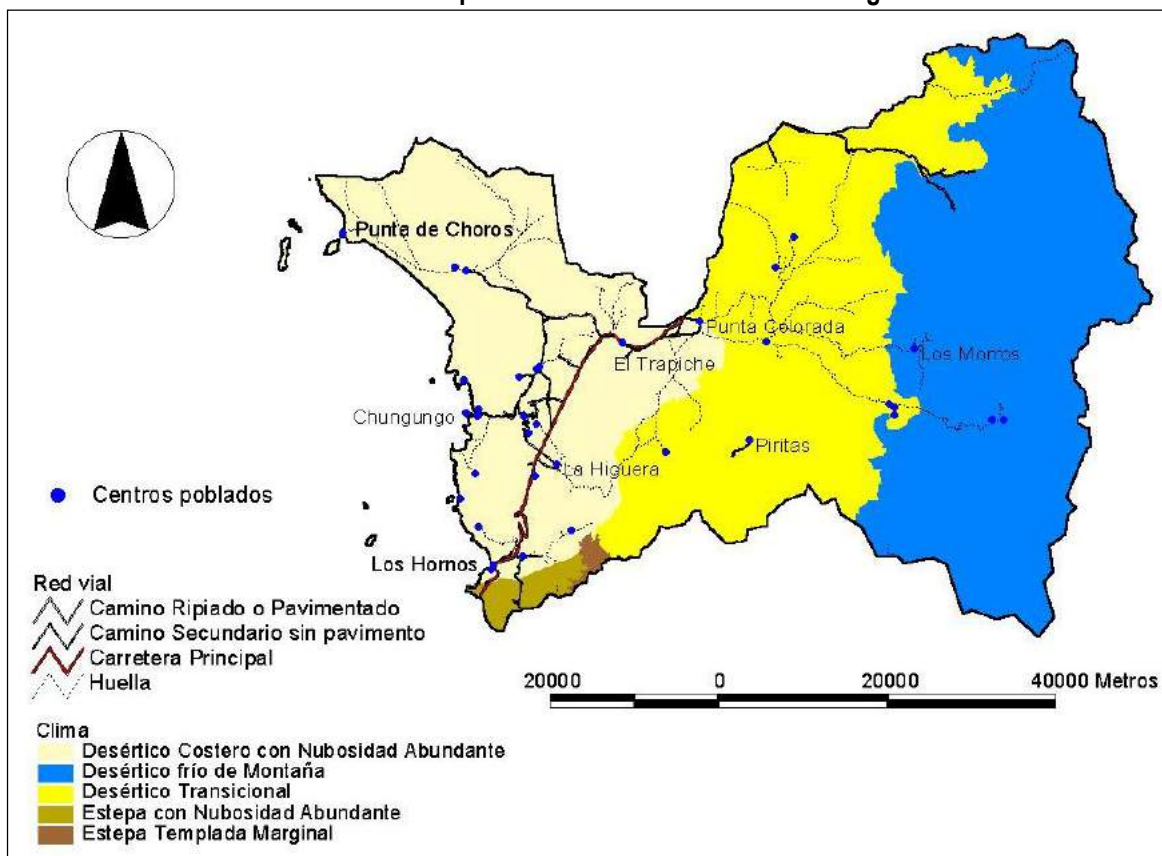 Punta de Choros
Punta Colorada
El Trapiche
Los Morros
Chungungo
Piritas
La Higuera
Centros poblados
Los Hornos
Red vial
Camino Ripiado o Pavimentado
Camino Secundario sin pavimento
Carretera Principal
Huella
20000 0 20000 40000 Metros
Clima
Desértico Costero con Nubosidad Abundante
Desértico frío de Montaña
Desértico Transicional
Estepa con Nubosidad Abundante
Estepa Templada Marginal